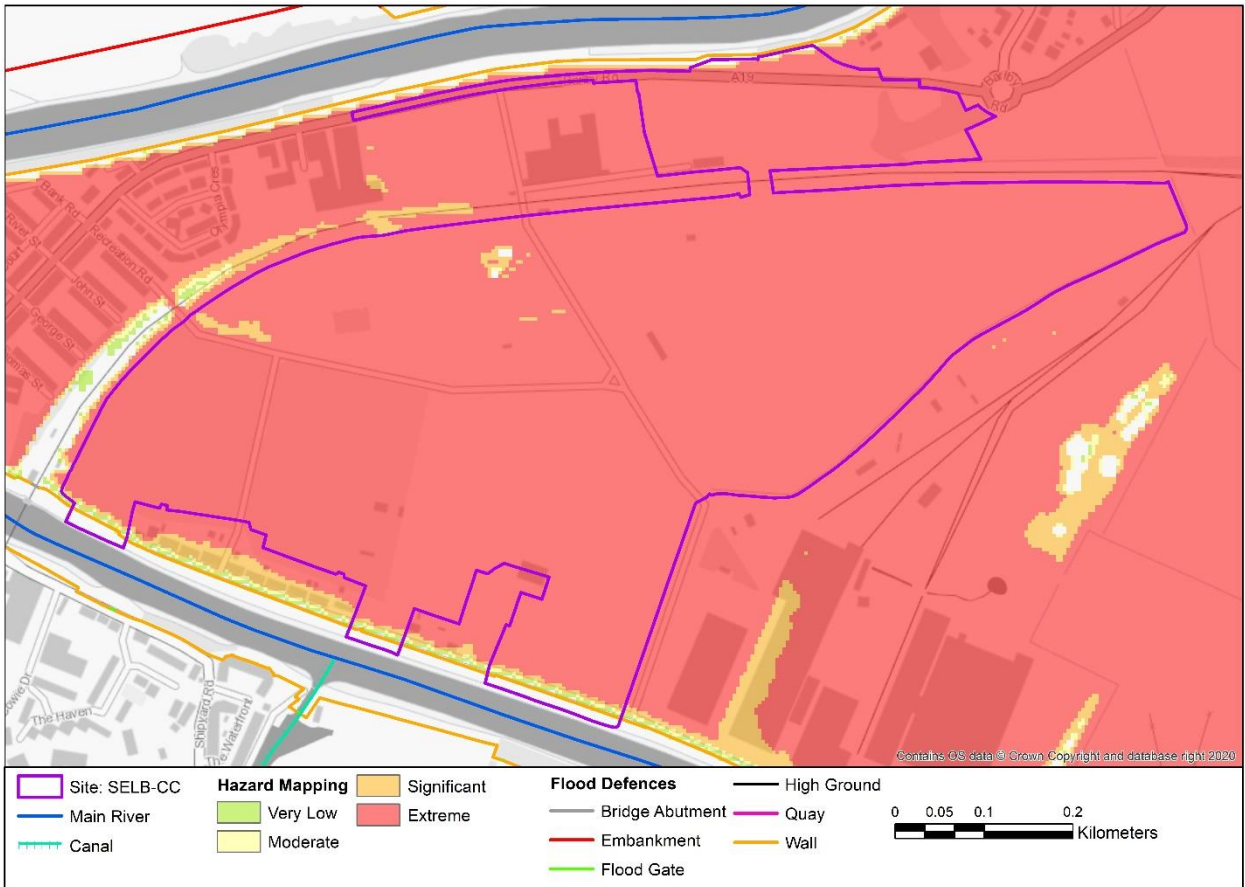 A19
Rd
Barlby
Rd
Bank Rd
River St
Recreation Rd
John St
George St
The Haven
Shipyard Rd
The Waterfront
Contains OS data © Crown Copyright and database right 2020
Site: SELB-CC
Main River
Canal
Hazard Mapping
Very Low
Moderate
Significant
Extreme
Flood Defences
Bridge Abutment
Embankment
Flood Gate
High Ground
Quay
Wall
0 0.05 0.1 0.2
Kilometers